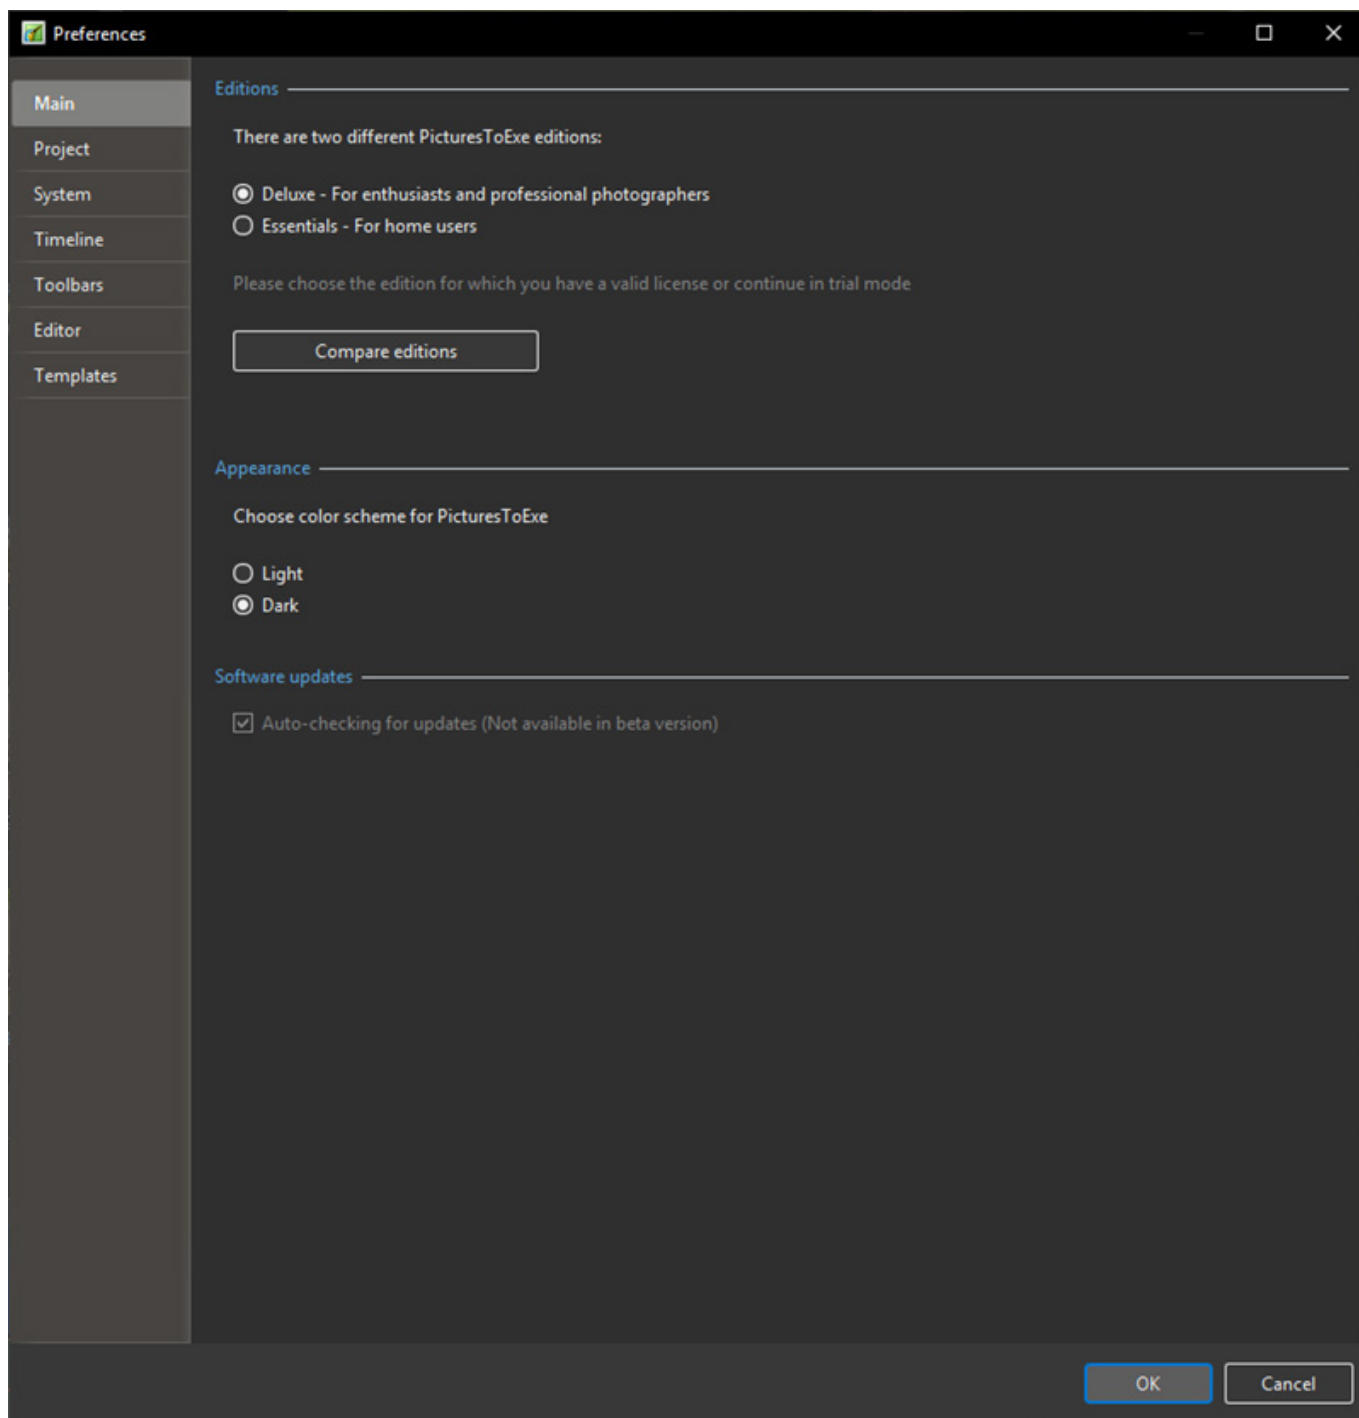 Preferences
Main
Project
System
Timeline
Toolbars
Editor
Templates
Editions
There are two different PicturesToExe editions:
Deluxe - For enthusiasts and professional photographers
Essentials - For home users
Please choose the edition for which you have a valid license or continue in trial mode
Compare editions
Appearance
Choose color scheme for PicturesToExe
Light
Dark
Software updates
Auto-checking for updates (Not available in beta version)
OK
Cancel